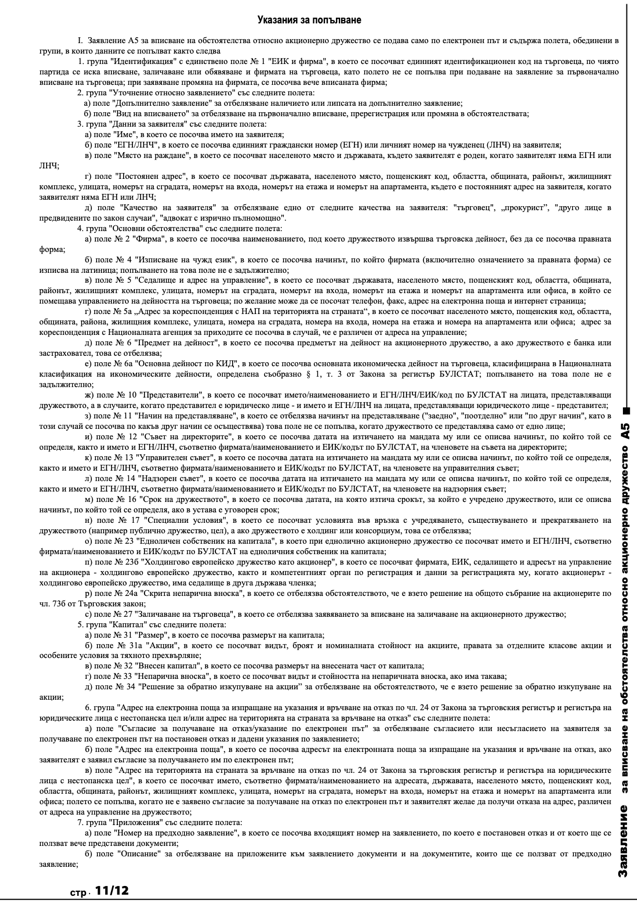 Указания за попълване
I. Заявление А5 за вписване на обстоятелства относно акционерно дружество се подава само по електронен път и съдържа полета, обединени в
групи, в които данните се попълват както следва
1. група "Идентификация" с единствено поле № 1 "ЕИК и фирма", в което се посочват единният идентификационен код на търговеца, по чиято
партида се иска вписване, заличаване или обявяване и фирмата на търговеца, като полето не се попълва при подаване на заявление за първоначално
вписване на търговеца; при заявяване промяна на фирмата, се посочва вече вписаната фирма;
2. група "Уточнение относно заявлението" със следните полета:
а) поле "Допълнително заявление" за отбелязване наличието или липсата на допълнително заявление;
б) поле "Вид на вписването" за отбелязване на първоначално вписване, пререгистрация или промяна в обстоятелствата;
3. група "Данни за заявителя" със следните полета:
а) поле "Име", в което се посочва името на заявителя;
б) поле "ЕГН/ЛНЧ", в което се посочва единният граждански номер (ЕГН) или личният номер на чужденец (ЛНЧ) на заявителя;
в) поле "Място на раждане", в което се посочват населеното място и държавата, където заявителят е роден, когато заявителят няма ЕГН или
ЛНЧ;
г) поле "Постоянен адрес", в което се посочват държавата, населеното място, пощенският код, областта, общината, районът, жилищният
комплекс, улицата, номерът на сградата, номерът на входа, номерът на етажа и номерът на апартамента, където е постоянният адрес на заявителя, когато
заявителят няма ЕГН или ЛНЧ;
д) поле "Качество на заявителя" за отбелязване едно от следните качества на заявителя: "търговец", „прокурист", "друго лице в
предвидените по закон случаи", "адвокат с изрично пълномощно".
4. група "Основни обстоятелства" със следните полета:
а) поле № 2 "Фирма", в което се посочва наименованието, под което дружеството извършва търговска дейност, без да се посочва правната
форма;
б) поле № 4 "Изписване на чужд език", в което се посочва начинът, по който фирмата (включително означението за правната форма) се
изписва на латиница; попълването на това поле не е задължително;
в) поле № 5 "Седалище и адрес на управление", в което се посочват държавата, населеното място, пощенският код, областта, общината,
районът, жилищният комплекс, улицата, номерът на сградата, номерът на входа, номерът на етажа и номерът на апартамента или офиса, в който се
помещава управлението на дейността на търговеца; по желание може да се посочат телефон, факс, адрес на електронна поща и интернет страница;
г) поле № 5а „Адрес за кореспонденция с НАП на територията на страната", в което се посочват населеното място, пощенския код, областта,
общината, района, жилищния комплекс, улицата, номера на сградата, номера на входа, номера на етажа и номера на апартамента или офиса; адрес за
кореспонденция с Националната агенция за приходите се посочва в случай, че е различен от адреса на управление;
д) поле № 6 "Предмет на дейност", в което се посочва предметът на дейност на акционерното дружество, а ако дружеството е банка или
застраховател, това се отбелязва;
е) поле № 6а "Основна дейност по КИД", в което се посочва основната икономическа дейност на търговеца, класифицирана в Националната
класификация на икономическите дейности, определена съобразно § 1, т. 3 от Закона за регистър БУЛСТАТ; попълването на това поле не е
задължително;
ж) поле № 10 "Представители", в което се посочват името/наименованието и ЕГН/ЛНЧ/ЕИК/код по БУЛСТАТ на лицата, представляващи
дружеството, а в случаите, когато представител е юридическо лице - и името и ЕГН/ЛНЧ на лицата, представляващи юридическото лице - представител;
з) поле № 11 "Начин на представляване", в което се отбелязва начинът на представляване ("заедно", "поотделно" или "по друг начин", като в
този случай се посочва по какъв друг начин се осъществява) това поле не се попълва, когато дружеството се представлява само от едно лице;
и) поле № 12 "Съвет на директорите", в което се посочва датата на изтичането на мандата му или се описва начинът, по който той се
определя, както и името и ЕГН/ЛНЧ, съответно фирмата/наименованието и ЕИК/кодът по БУЛСТАТ, на членовете на съвета на директорите;
к) поле № 13 "Управителен съвет", в което се посочва датата на изтичането на мандата му или се описва начинът, по който той се определя,
както и името и ЕГН/ЛНЧ, съответно фирмата/наименованието и ЕИК/кодът по БУЛСТАТ, на членовете на управителния съвет;
л) поле № 14 "Надзорен съвет", в което се посочва датата на изтичането на мандата му или се описва начинът, по който той се определя,
както и името и ЕГН/ЛНЧ, съответно фирмата/наименованието и ЕИК/кодът по БУЛСТАТ, на членовете на надзорния съвет;
м) поле № 16 "Срок на дружеството", в което се посочва датата, на която изтича срокът, за който е учредено дружеството, или се описва
начинът, по който той се определя, ако в устава е уговорен срок;
н) поле № 17 "Специални условия", в което се посочват условията във връзка с учредяването, съществуването и прекратяването на
дружеството (например публично дружество, цел), а ако дружеството е холдинг или консорциум, това се отбелязва;
о) поле № 23 "Едноличен собственик на капитала", в което при еднолично акционерно дружество се посочват името и ЕГН/ЛНЧ, съответно
фирмата/наименованието и ЕИК/кодът по БУЛСТАТ на едноличния собственик на капитала;
п) поле № 23б "Холдингово европейско дружество като акционер", в което се посочват фирмата, ЕИК, седалището и адресът на управление
на акционера - холдингово европейско дружество, както и компетентният орган по регистрация и данни за регистрацията му, когато акционерът -
холдингово европейско дружество, има седалище в друга държава членка;
р) поле № 24а "Скрита непарична вноска", в което се отбелязва обстоятелството, че е взето решение на общото събрание на акционерите по
чл. 73б от Търговския закон;
с) поле № 27 "Заличаване на търговеца", в което се отбелязва заявяването за вписване на заличаване на акционерното дружество;
5. група "Капитал" със следните полета:
а) поле № 31 "Размер", в което се посочва размерът на капитала;
б) поле № 31а "Акции", в което се посочват видът, броят и номиналната стойност на акциите, правата за отделните класове акции и
особените условия за тяхното прехвърляне;
в) поле № 32 "Внесен капитал", в което се посочва размерът на внесената част от капитала;
г) поле № 33 "Непарична вноска", в което се посочват видът и стойността на непаричната вноска, ако има такава;
д) поле № 34 "Решения за обратно изкупуване на акции" за отбелязване на обстоятелството, че е взето решение за обратно изкупуване на
акции;
6. група "Адрес на електронна поща за изпращане на указания и връчване на отказ по чл. 24 от Закона за търговския регистър и регистъра на
юридическите лица с нестопанска цел и/или адрес на територията на страната за връчване на отказ" със следните полета:
а) поле "Съгласие за получаване на отказ/указание по електронен път" за отбелязване съгласието или несъгласието на заявителя за
получаване по електронен път на постановен отказ и дадени указания по заявлението;
б) поле "Адрес на електронна поща", в което се посочва адресът на електронната поща за изпращане на указания и връчване на отказ, ако
заявителят е заявил съгласие за получаването им по електронен път;
в) поле "Адрес на територията на страната за връчване на отказ по чл. 24 от Закона за търговския регистър и регистъра на юридическите
лица с нестопанска цел", в което се посочват името, съответно фирмата/наименованието на адресата, държавата, населеното място, пощенският код,
областта, общината, районът, жилищният комплекс, улицата, номерът на сградата, номерът на входа, номерът на етажа и номерът на апартамента или
офиса; полето се попълва, когато не е заявено съгласие за получаване на отказ по електронен път и заявителят желае да получи отказа на адрес, различен
от адреса на управление на дружеството;
7. група "Приложения" със следните полета:
а) поле "Номер на предходно заявление", в което се посочва входящият номер на заявлението, по което е постановен отказ и от което ще се
ползват вече представени документи;
б) поле "Описание" за отбелязване на приложените към заявлението документи и на документите, които ще се ползват от предходно
заявление;
стр. 11/12
Заявление за вписване на обстоятелства относно акционерно дружество А5